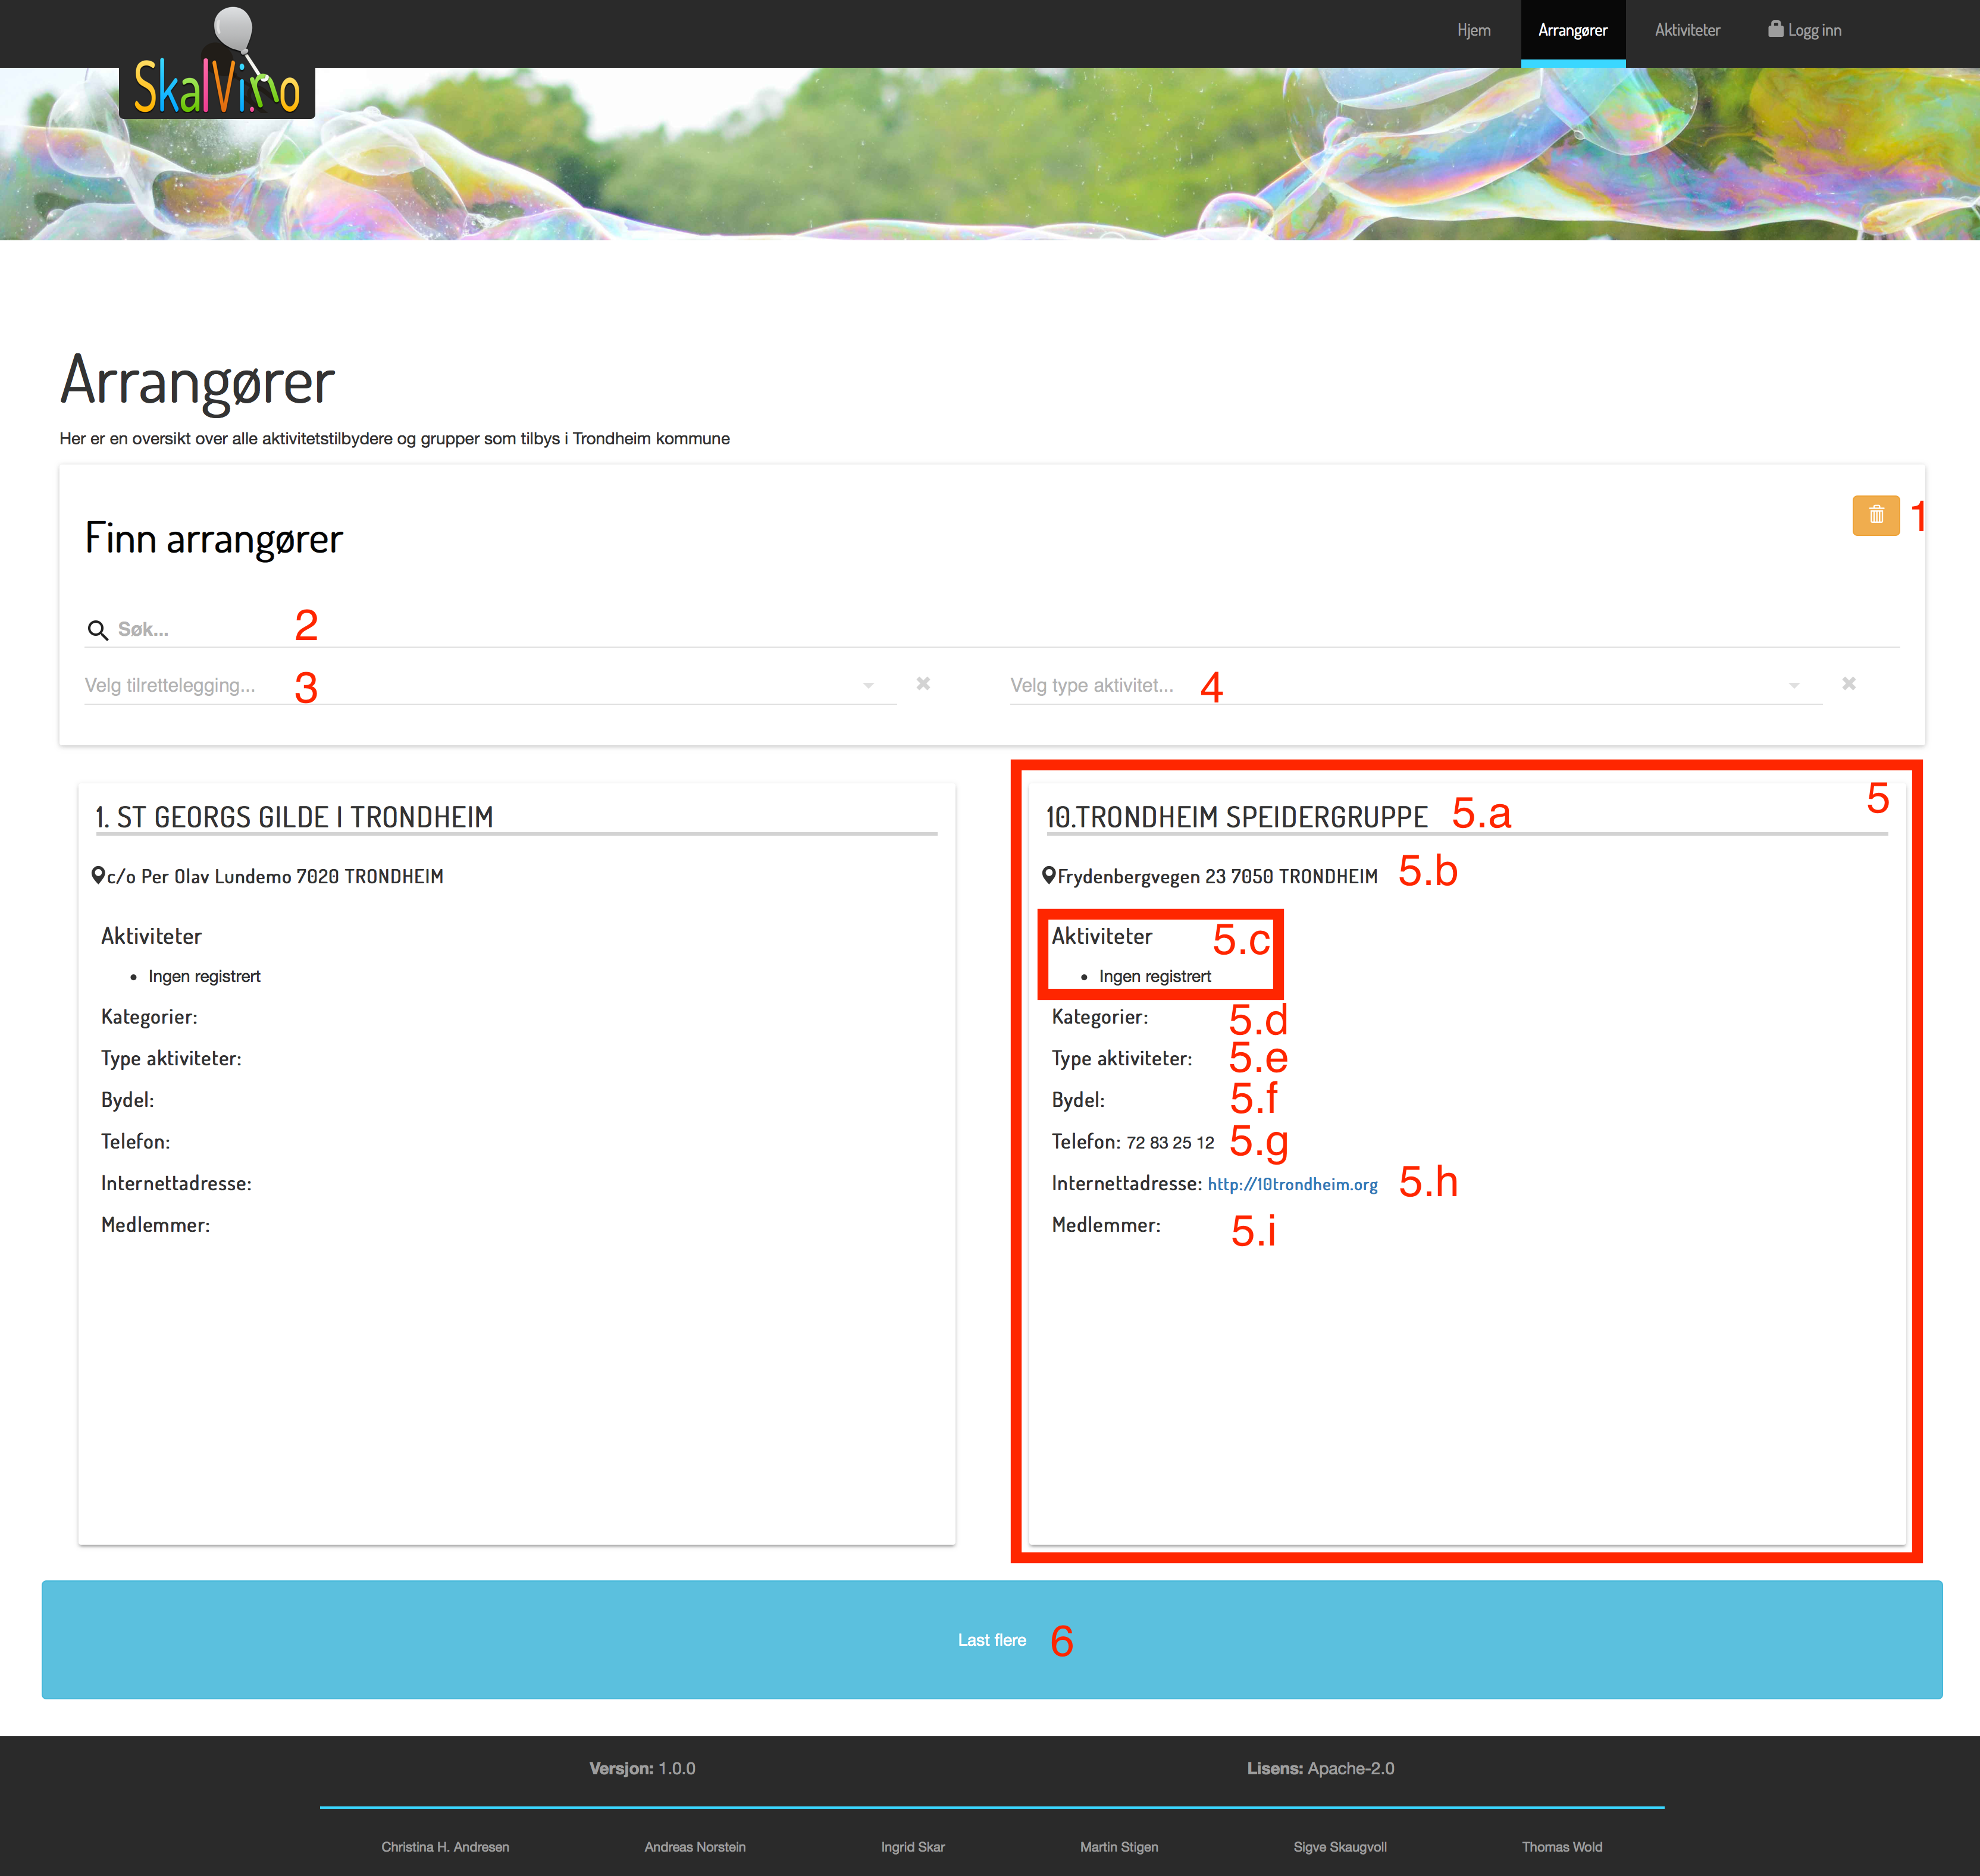 SkalVi.no
Hjem Arrangører Aktiviteter Logg inn
Arrangører
Her er en oversikt over alle aktivitetstilbydere og grupper som tilbys i Trondheim kommune
1
Finn arrangører
Søk... 2
Velg tilrettelegging... 3
Velg type aktivitet... 4
1. ST GEORGS GILDE I TRONDHEIM
c/o Per Olav Lundemo 7020 TRONDHEIM
Aktiviteter
• Ingen registrert
Kategorier:
Type aktiviteter:
Bydel:
Telefon:
Internettadresse:
Medlemmer:
5
10.TRONDHEIM SPEIDERGRUPPE 5.a
Frydenbergvegen 23 7050 TRONDHEIM 5.b
Aktiviteter 5.c
• Ingen registrert
Kategorier: 5.d
Type aktiviteter: 5.e
Bydel: 5.f
Telefon: 72 83 25 12 5.g
Internettadresse: http://10trondheim.org 5.h
Medlemmer: 5.i
Last flere 6
Versjon: 1.0.0 Lisens: Apache-2.0
Christina H. Andresen Andreas Norstein Ingrid Skar Martin Stigen Sigve Skaugvoll Thomas Wold